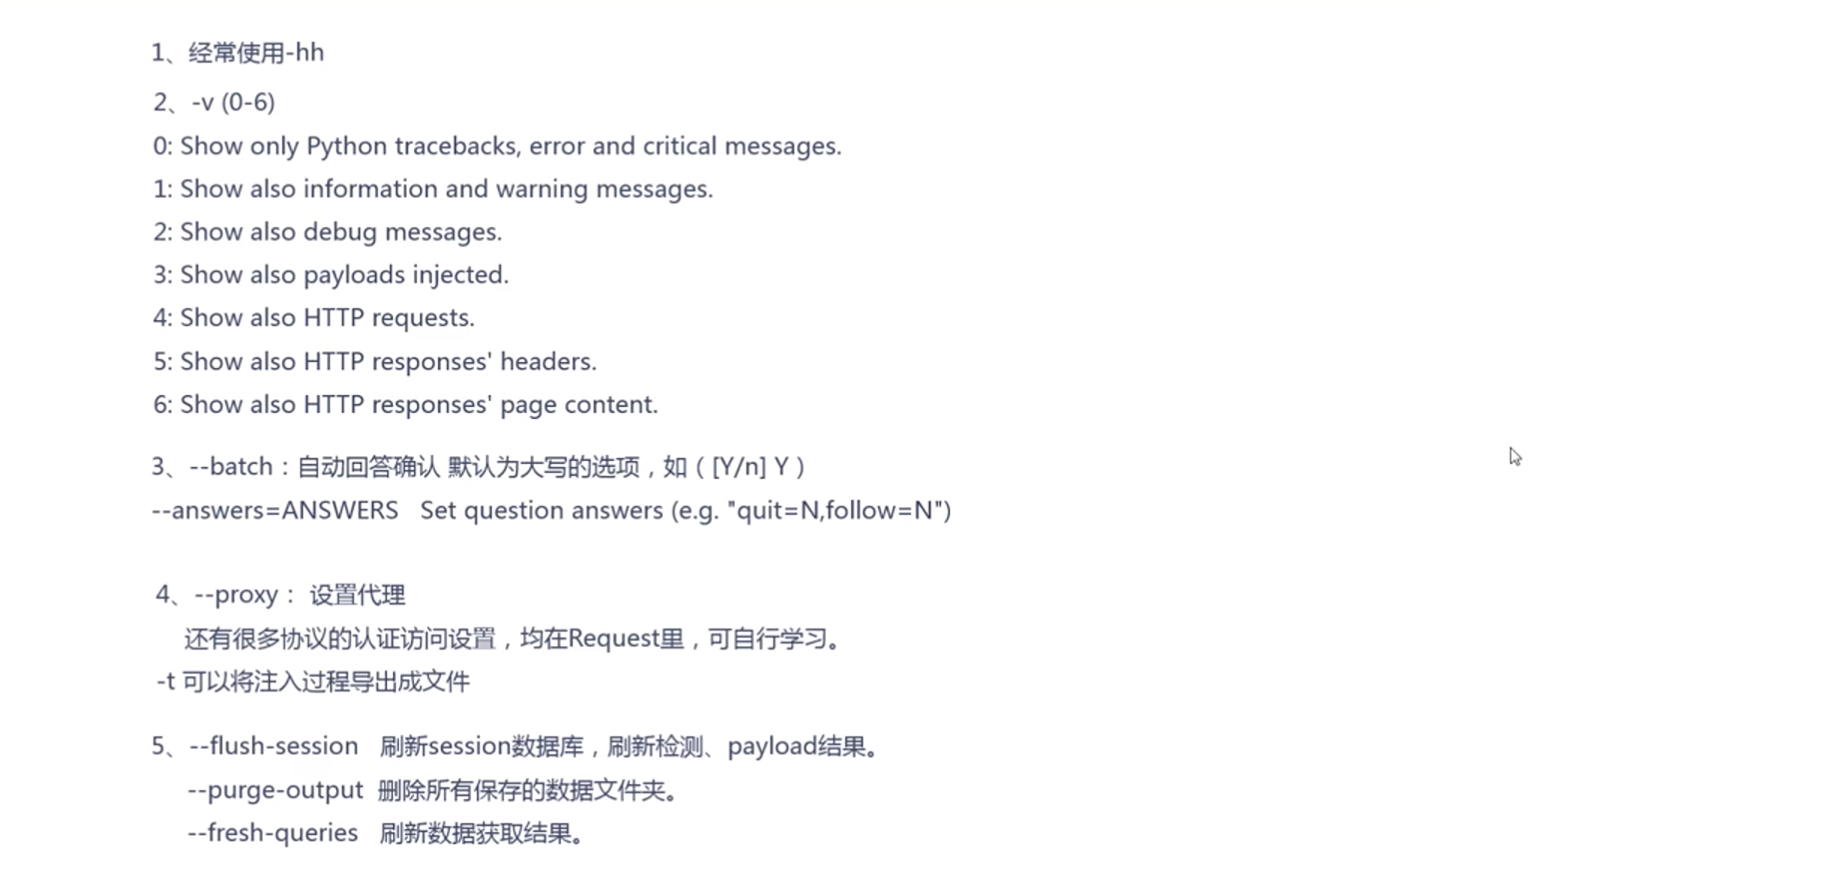 1、经常使用-hh
2、-v (0-6)
0: Show only Python tracebacks, error and critical messages.
1: Show also information and warning messages.
2: Show also debug messages.
3: Show also payloads injected.
4: Show also HTTP requests.
5: Show also HTTP responses' headers.
6: Show also HTTP responses' page content.
3、--batch：自动回答确认 默认为大写的选项，如（[Y/n] Y ）
--answers=ANSWERS   Set question answers (e.g. "quit=N,follow=N")
4、--proxy： 设置代理
还有很多协议的认证访问设置，均在Request里，可自行学习。
-t 可以将注入过程导出成文件
5、--flush-session   刷新session数据库，刷新检测、payload结果。
--purge-output  删除所有保存的数据文件夹。
--fresh-queries   刷新数据获取结果。